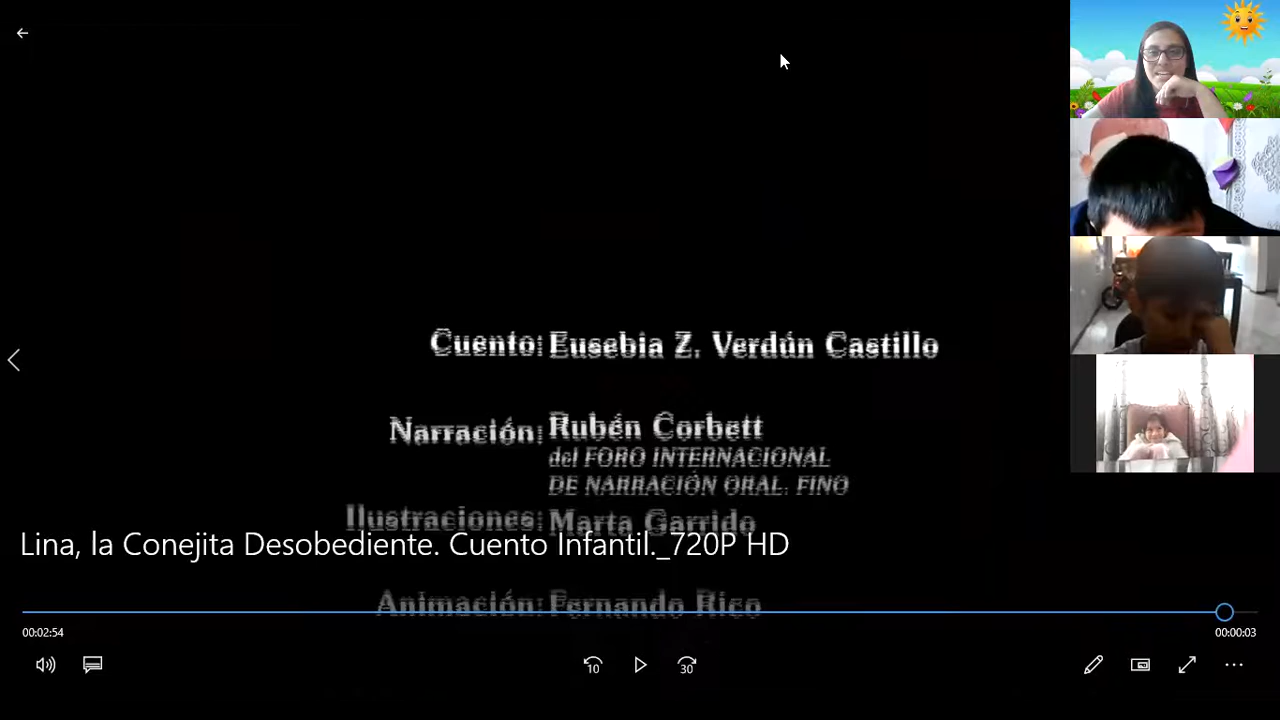 Cuento: Eusebia Z. Verdún Castillo
Narración: Rubén Corbett
del FORO INTERNACIONAL
DE NARRACIÓN ORAL: FINO
Ilustraciones: Marta Garrido
Lina, la Conejita Desobediente. Cuento Infantil._720P HD
Animación: Fernando Rico
00:02:54
00:00:03
10
30